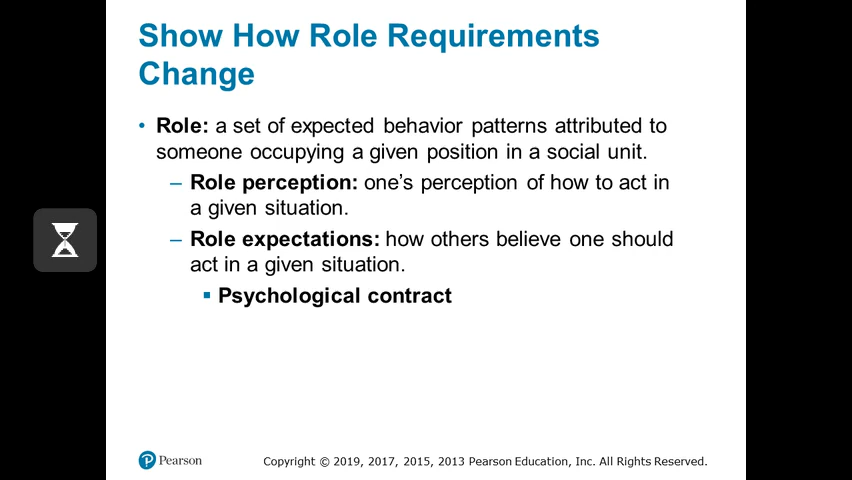 Show How Role Requirements
Change
• Role: a set of expected behavior patterns attributed to
someone occupying a given position in a social unit.
– Role perception: one’s perception of how to act in
a given situation.
– Role expectations: how others believe one should
act in a given situation.
▪ Psychological contract
Pearson
Copyright © 2019, 2017, 2015, 2013 Pearson Education, Inc. All Rights Reserved.